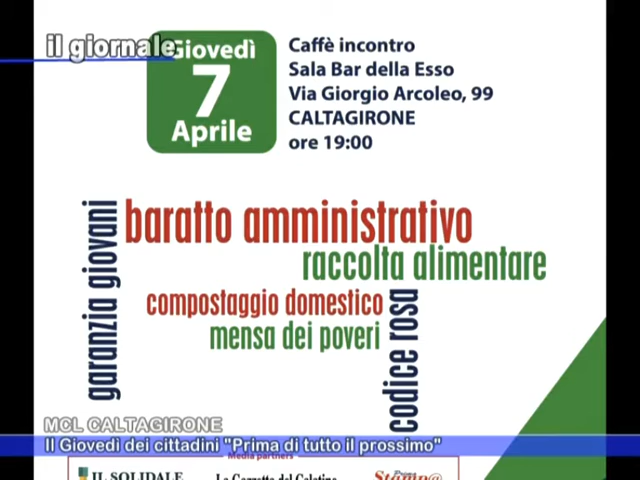 il giornale
Giovedì
7
Aprile
Caffè incontro
Sala Bar della Esso
Via Giorgio Arcoleo, 99
CALTAGIRONE
ore 19:00
garanzia giovani
baratto amministrativo
raccolta alimentare
compostaggio domestico
mensa dei poveri
codice rosa
MCL CALTAGIRONE
Il Giovedì dei cittadini "Prima di tutto il prossimo"
Media partners
IL SOLIDALE
La Gazzetta del Calatino
Prima
Stamp@